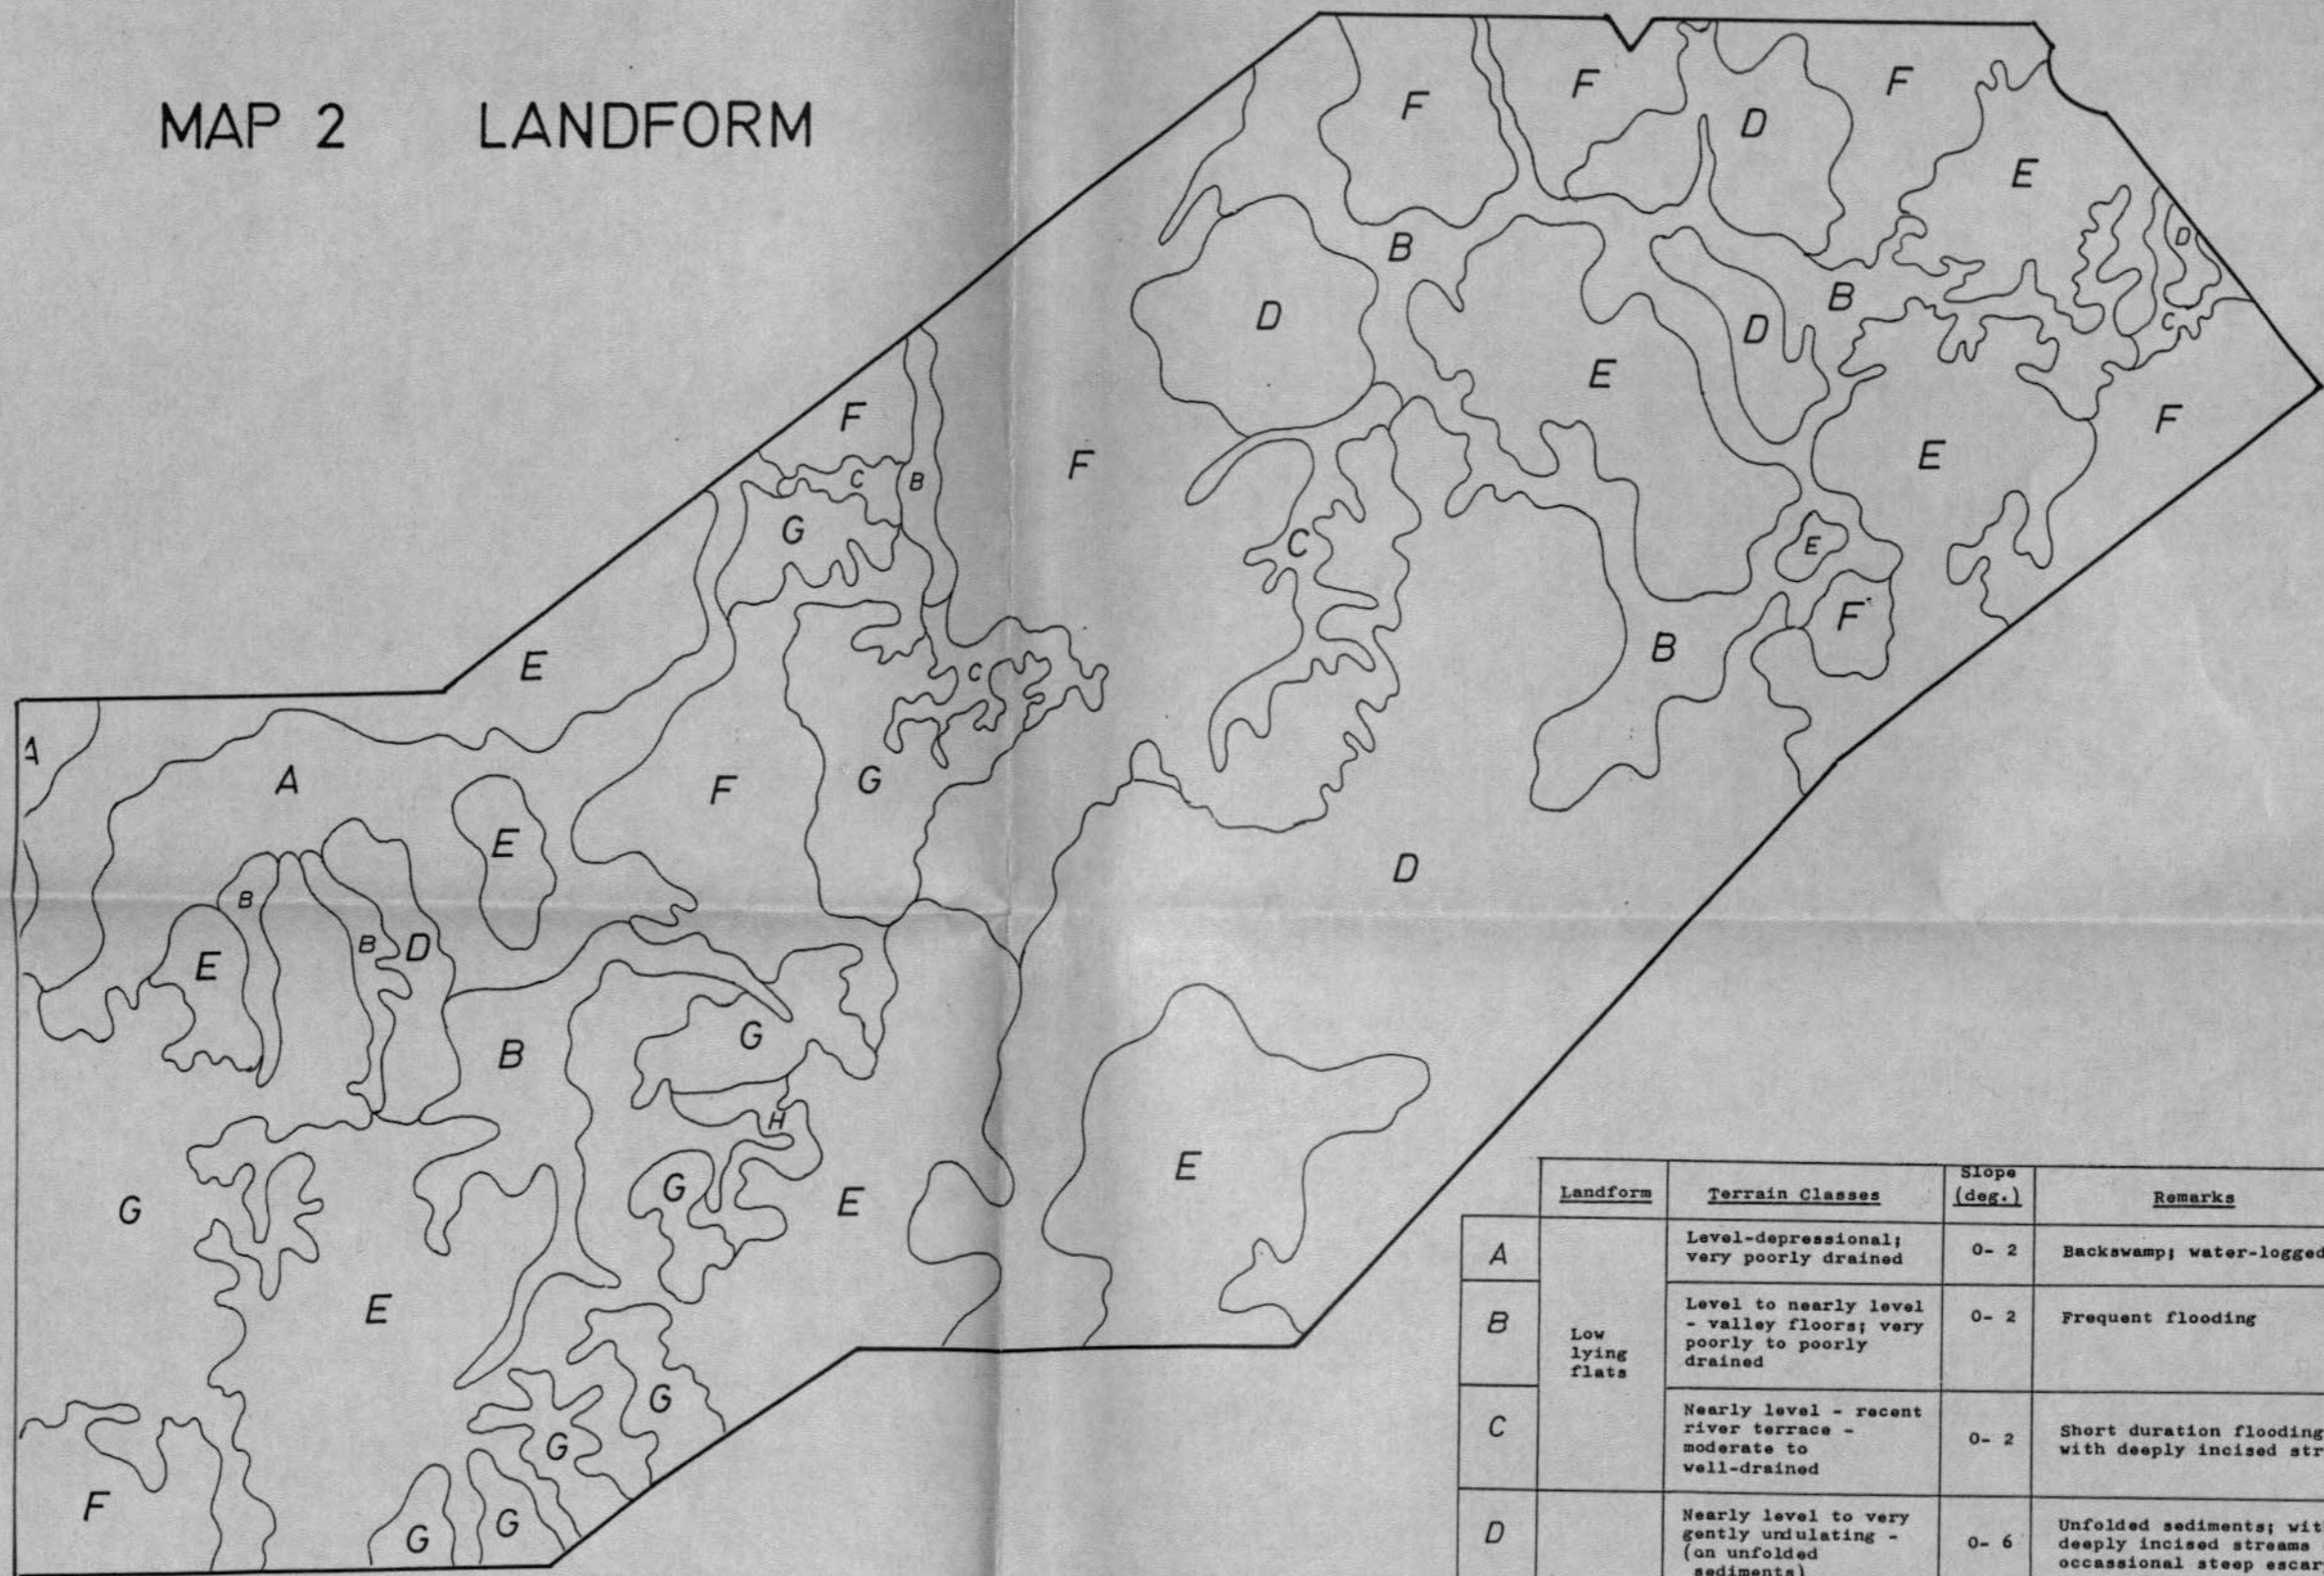 MAP 2 LANDFORM
F
F
F
D
E
D
B
D
B
D
C
E
F
F
E
F
C
B
G
C
E
F
B
E
C
A
A
F
G
E
D
B
E
B
D
G
B
H
G
E
E
G
E
G
G
F
G
G
Landform Terrain Classes Slope (deg.) Remarks
A Level-depressional; very poorly drained 0- 2 Backswamp; water-logged
B Level to nearly level - valley floors; very poorly to poorly drained 0- 2 Frequent flooding
Low lying flats
C Nearly level - recent river terrace - moderate to well-drained 0- 2 Short duration flooding with deeply incised str
D Nearly level to very gently undulating - (on unfolded sediments) 0- 6 Unfolded sediments; wit deeply incised streams occassional steep escar